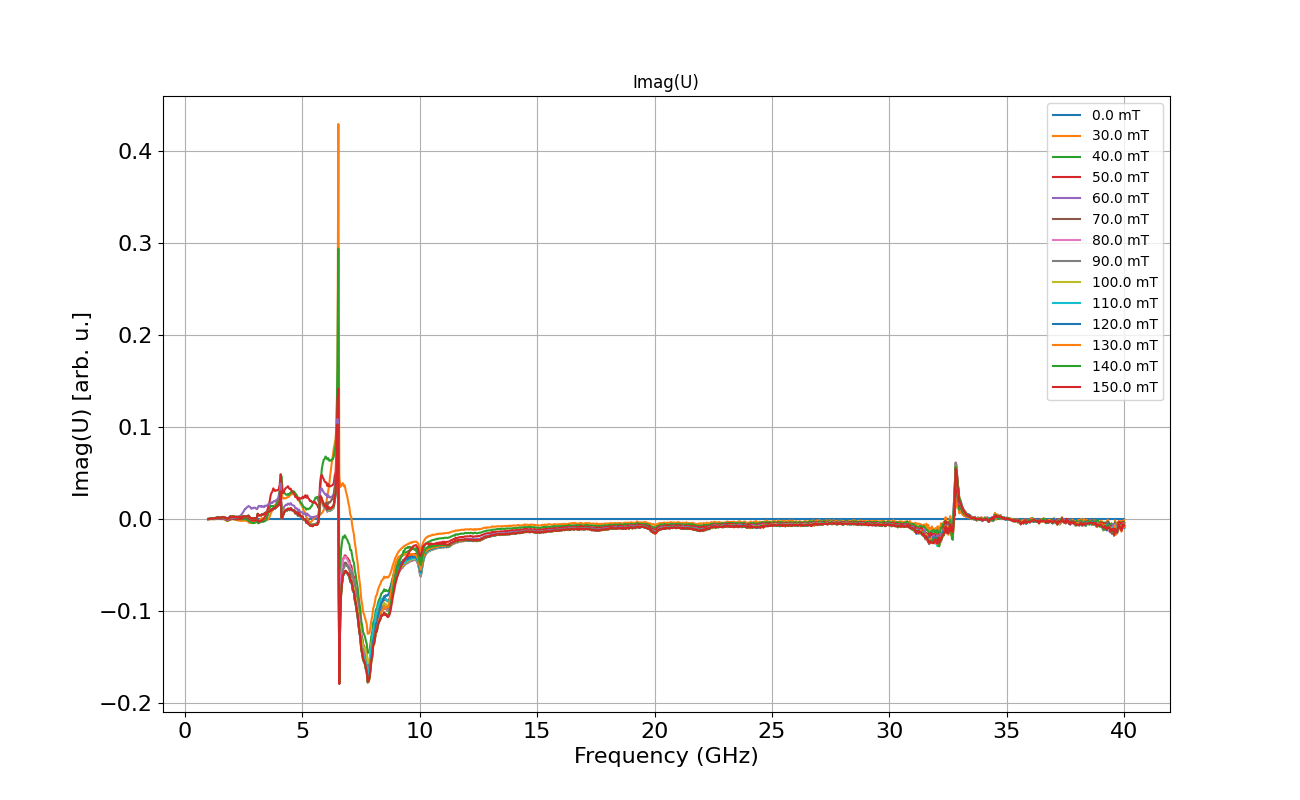 Imag(U)
0.4
0.3
0.2
0.1
0.0
−0.1
−0.2
Imag(U) [arb. u.]
0 5 10 15 20 25 30 35 40
Frequency (GHz)
0.0 mT
30.0 mT
40.0 mT
50.0 mT
60.0 mT
70.0 mT
80.0 mT
90.0 mT
100.0 mT
110.0 mT
120.0 mT
130.0 mT
140.0 mT
150.0 mT